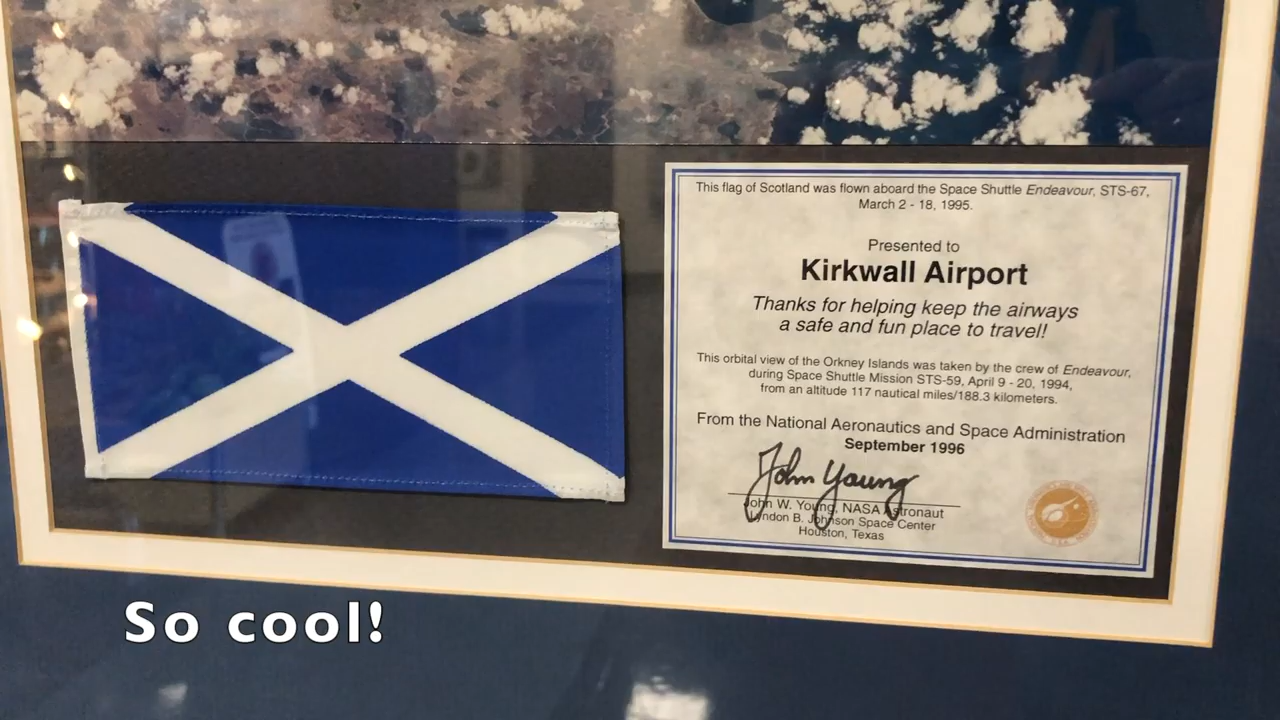 This flag of Scotland was flown aboard the Space Shuttle Endeavour, STS-67,
March 2 - 18, 1995.
Presented to
Kirkwall Airport
Thanks for helping keep the airways
a safe and fun place to travel!
This orbital view of the Orkney Islands was taken by the crew of Endeavour,
during Space Shuttle Mission STS-59, April 9 - 20, 1994,
from an altitude 117 nautical miles/188.3 kilometers.
From the National Aeronautics and Space Administration
September 1996
John Young
John W. Young, NASA Astronaut
Lyndon B. Johnson Space Center
Houston, Texas
So cool!